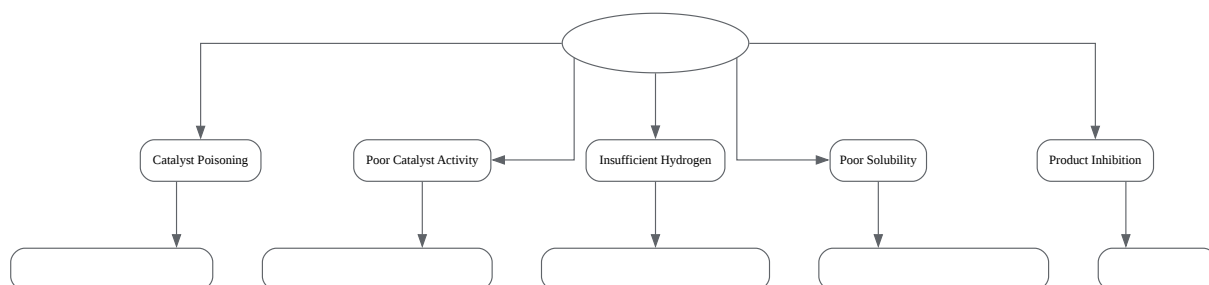 Catalyst Poisoning
Poor Catalyst Activity
Insufficient Hydrogen
Poor Solubility
Product Inhibition